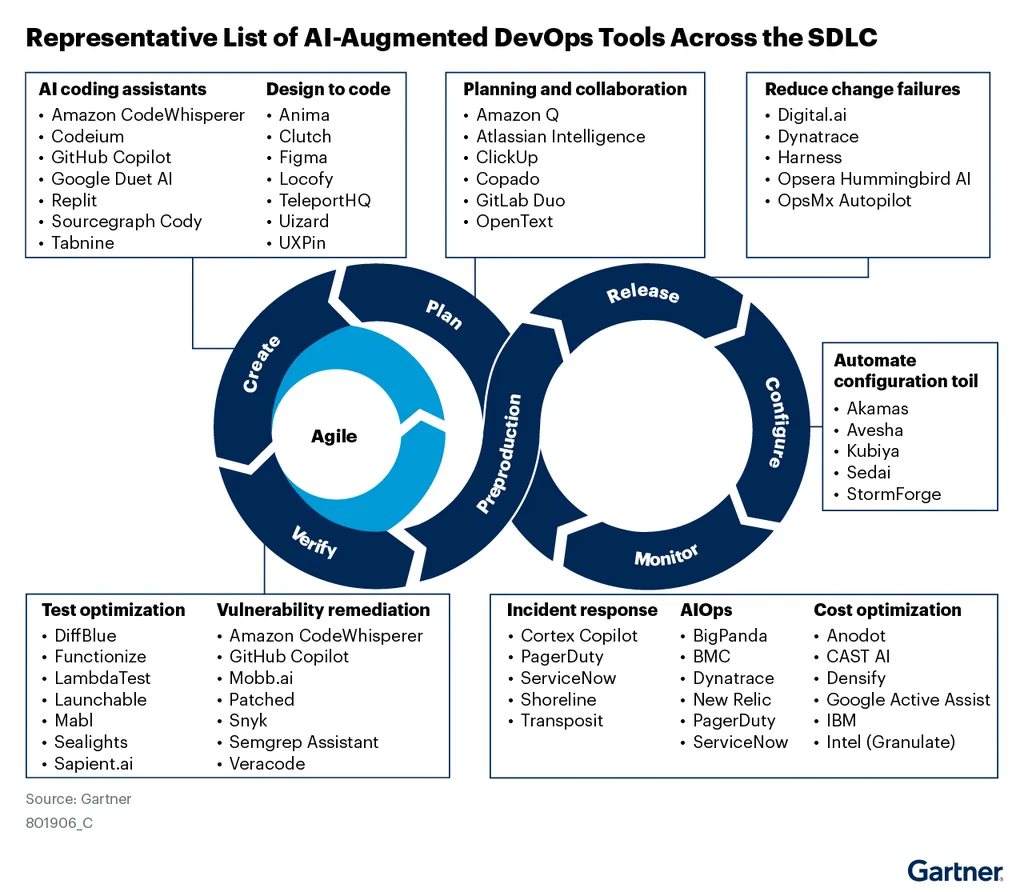 Representative List of AI-Augmented DevOps Tools Across the SDLC
AI coding assistants
• Amazon CodeWhisperer
• Codeium
• GitHub Copilot
• Google Duet AI
• Replit
• Sourcegraph Cody
• Tabnine
Design to code
• Anima
• Clutch
• Figma
• Locofy
• TeleportHQ
• Uizard
• UXPin
Planning and collaboration
• Amazon Q
• Atlassian Intelligence
• ClickUp
• Copado
• GitLab Duo
• OpenText
Reduce change failures
• Digital.ai
• Dynatrace
• Harness
• Opsera Hummingbird AI
• OpsMx Autopilot
Plan
Create
Agile
Verify
Preproduction
Release
Configure
Monitor
Automate
configuration toil
• Akamas
• Avesha
• Kubiya
• Sedai
• StormForge
Test optimization
• DiffBlue
• Functionize
• LambdaTest
• Launchable
• Mabl
• Sealights
• Sapient.ai
Vulnerability remediation
• Amazon CodeWhisperer
• GitHub Copilot
• Mobb.ai
• Patched
• Snyk
• Semgrep Assistant
• Veracode
Incident response
• Cortex Copilot
• PagerDuty
• ServiceNow
• Shoreline
• Transposit
AIOps
• BigPanda
• BMC
• Dynatrace
• New Relic
• PagerDuty
• ServiceNow
Cost optimization
• Anodot
• CAST AI
• Densify
• Google Active Assist
• IBM
• Intel (Granulate)
Source: Gartner
801906_C
Gartner